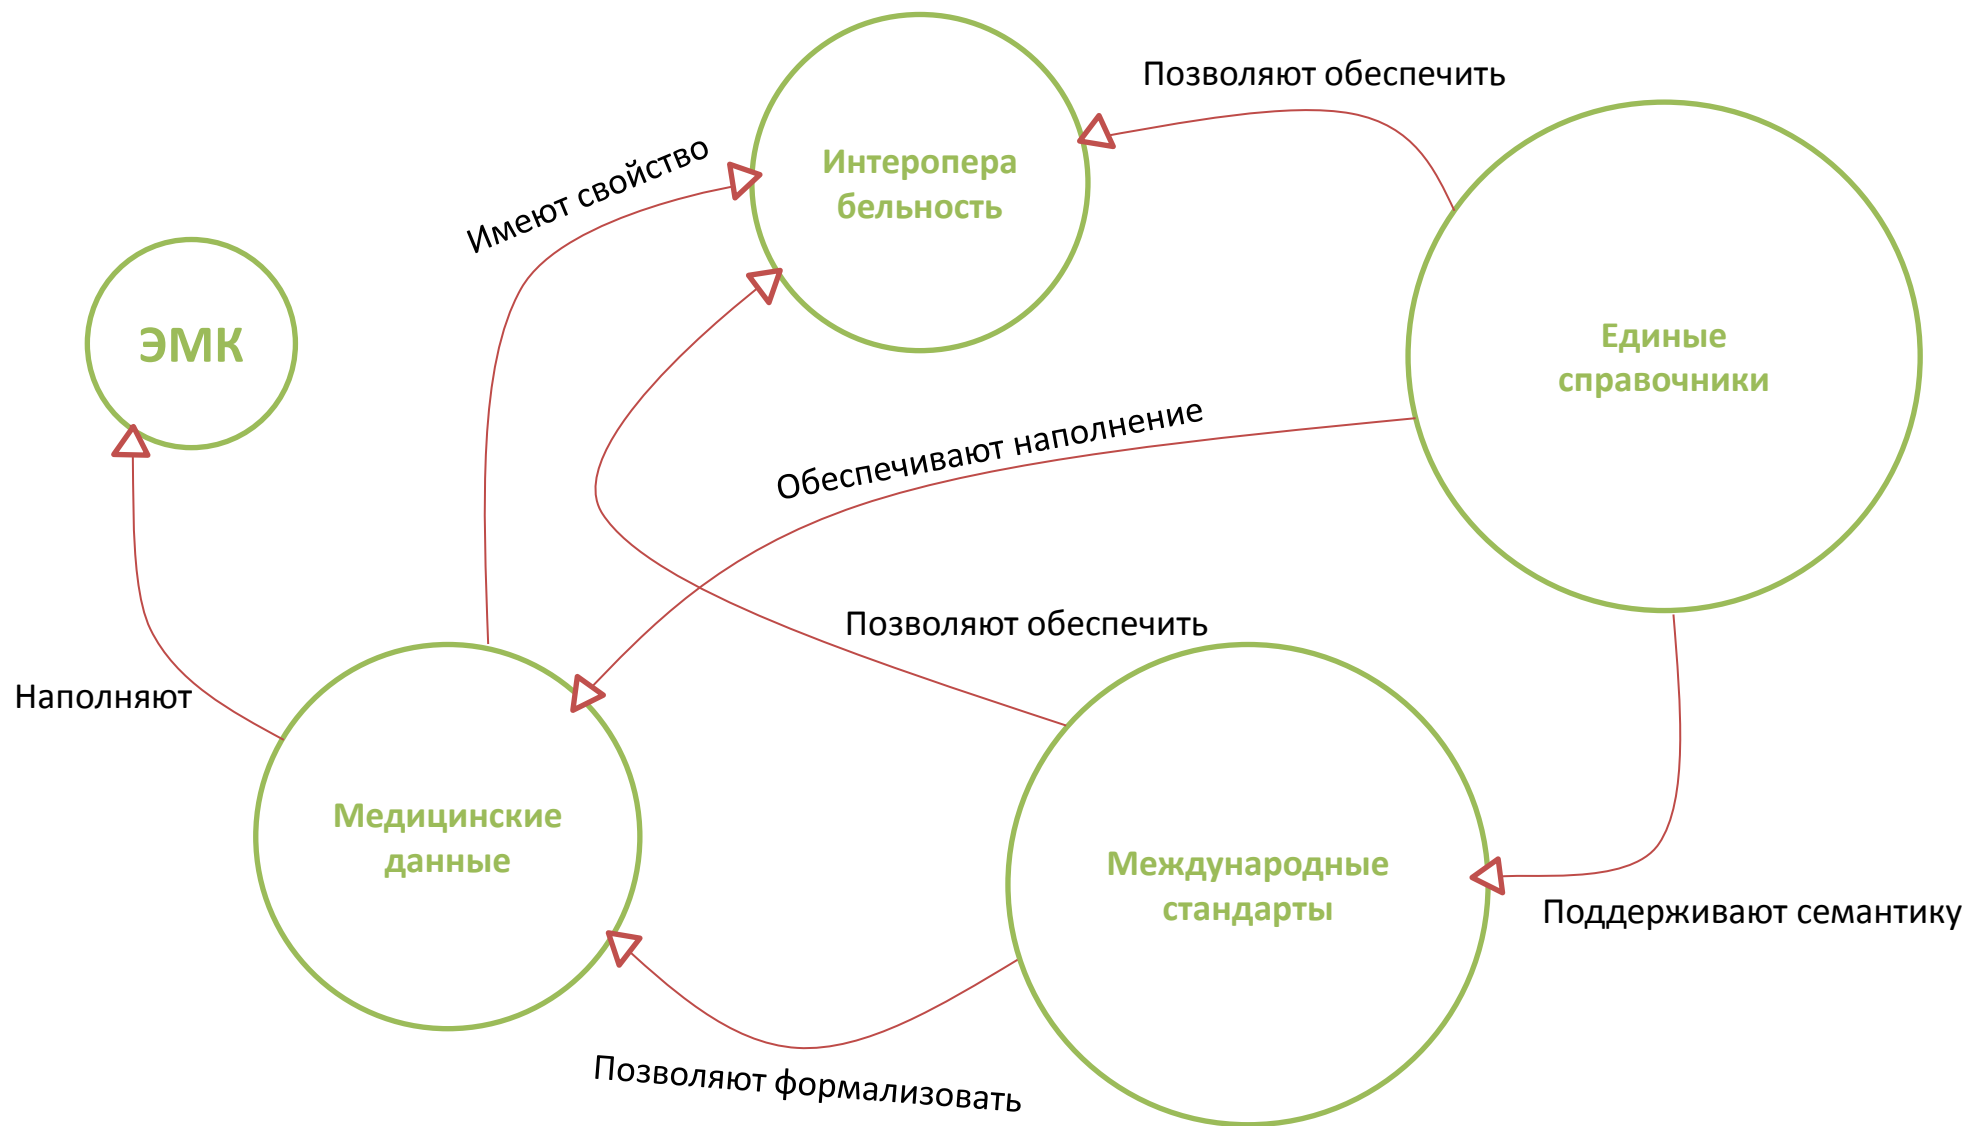 Позволяют обеспечить
Интеропера
бельность
Имеют свойство
ЭМК
Единые
справочники
Обеспечивают наполнение
Позволяют обеспечить
Наполняют
Медицинские
данные
Международные
стандарты
Поддерживают семантику
Позволяют формализовать